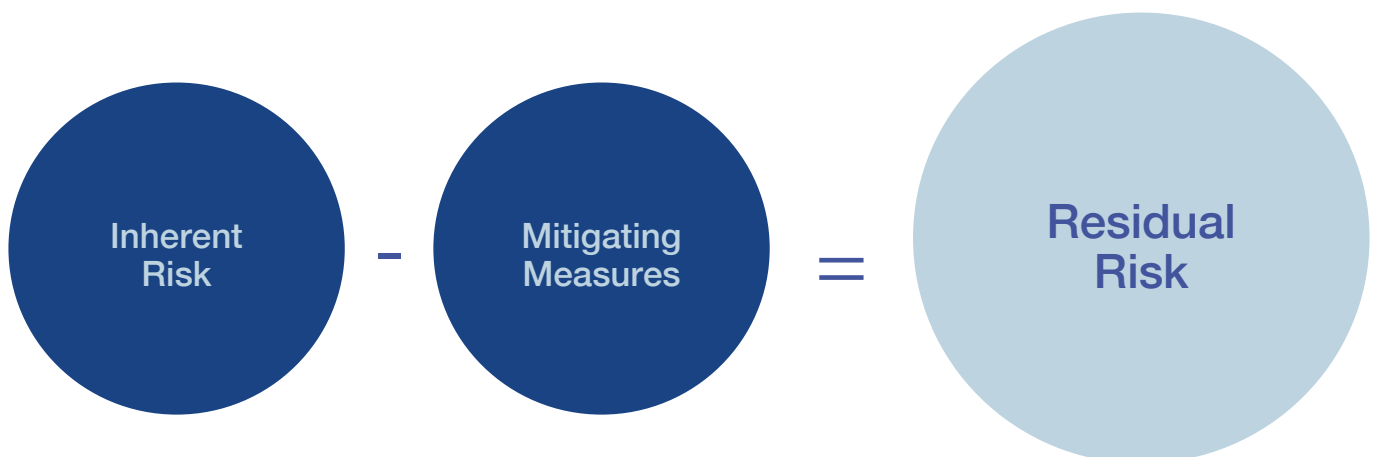 Inherent
Risk
-
Mitigating
Measures
=
Residual
Risk